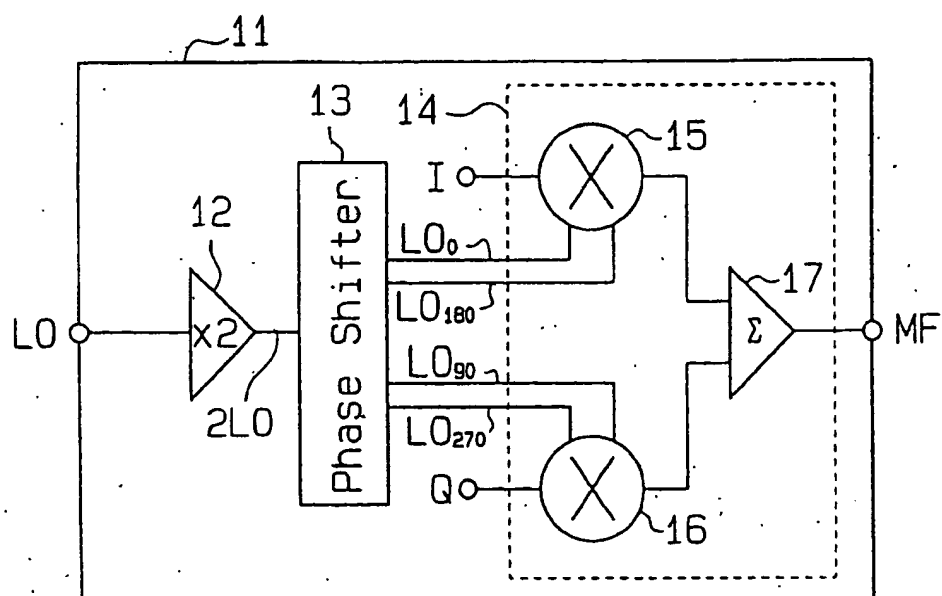 11
13
14
15
I
12
LO₀
17
LO₁₈₀
LO
x2
Phase Shifter
Σ
MF
LO₉₀
2LO
LO₂₇₀
Q
16